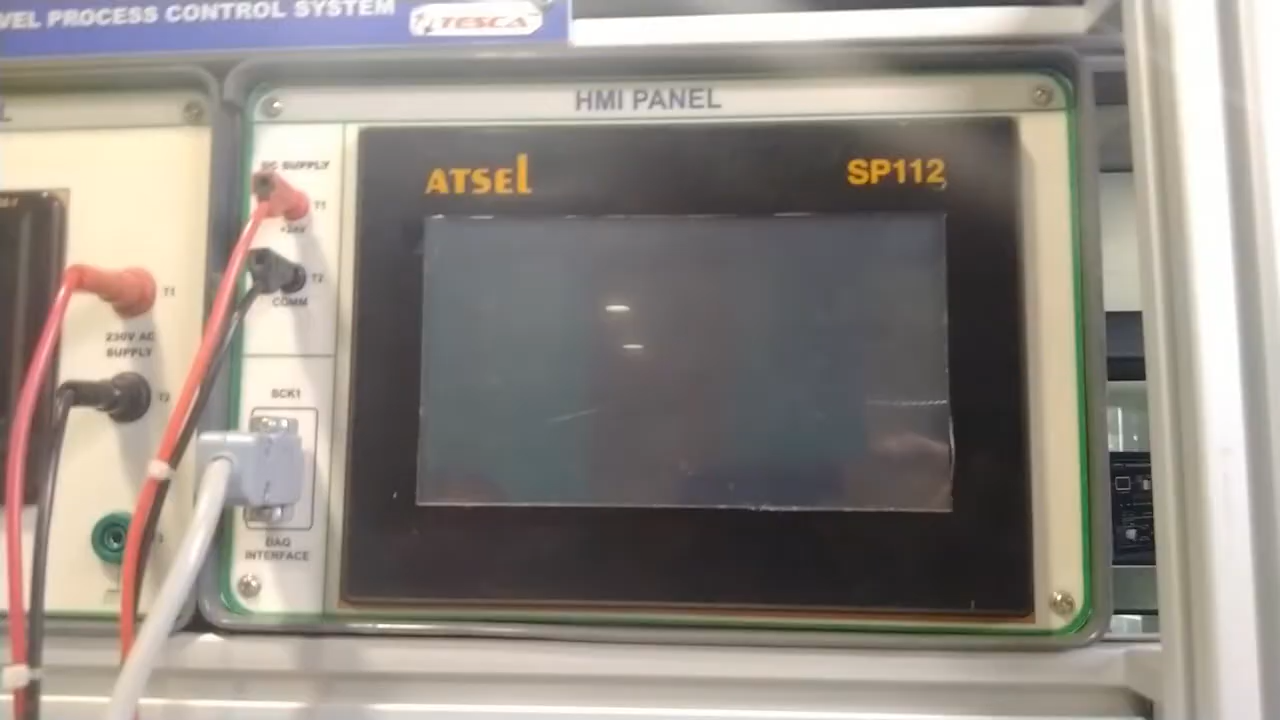 VEL PROCESS CONTROL SYSTEM
TESCA
HMI PANEL
DC SUPPLY
T1
+24V
T2
COMM
ATSEL
SP112
T1
230V AC
SUPPLY
T2
SCK1
DAQ
INTERFACE